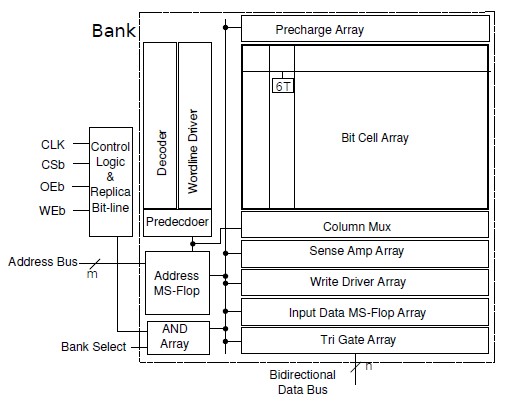 Bank
Precharge Array
6T
Bit Cell Array
Decoder
Wordline Driver
CLK
CSb
OEb
WEb
Control
Logic
&
Replica
Bit-line
Predecdoer
Column Mux
Sense Amp Array
Address Bus
m
Address
MS-Flop
Write Driver Array
Input Data MS-Flop Array
Bank Select
AND
Array
Tri Gate Array
n
Bidirectional
Data Bus